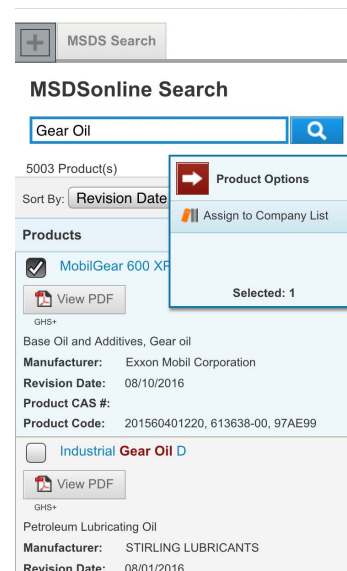 MSDS Search
MSDSonline Search
Gear Oil
5003 Product(s)
Product Options
Sort By: Revision Date
Assign to Company List
Products
MobilGear 600 XP
Selected: 1
View PDF
GHS+
Base Oil and Additives, Gear oil
Manufacturer: Exxon Mobil Corporation
Revision Date: 08/10/2016
Product CAS #:
Product Code: 201560401220, 613638-00, 97AE99
Industrial Gear Oil D
View PDF
GHS+
Petroleum Lubricating Oil
Manufacturer: STIRLING LUBRICANTS
Revision Date: 08/01/2016